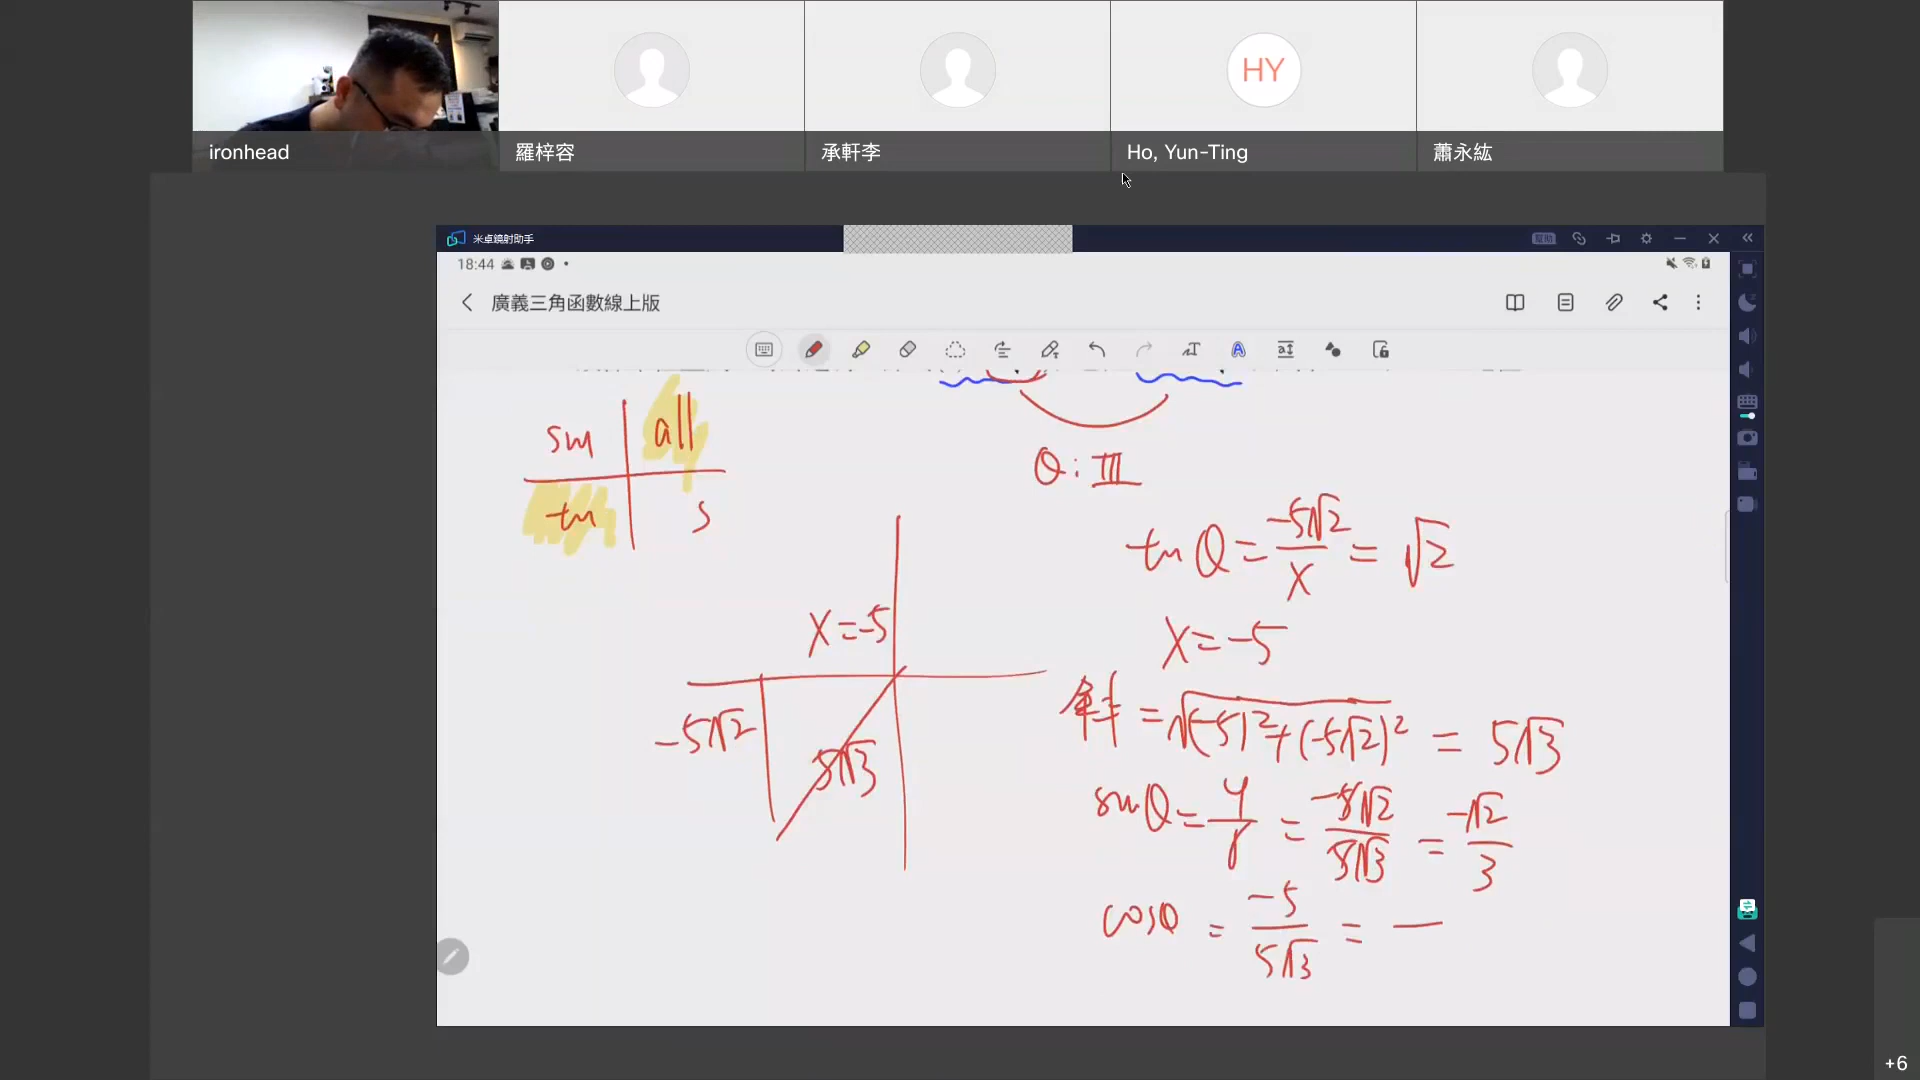 ironhead
羅梓容
承軒李
HY
Ho, Yun-Ting
蕭永紘
米卓鏡射助手
幫助
18:44
廣義三角函數線上版
sin
all
tan
s
θ : III
tan θ = -5√2 / x = √2
x = -5
x = -5
-5√2
5√3
斜 = √((-5)² + (-5√2)²) = 5√3
sin θ = y / r = -5√2 / 5√3 = -√2 / 3
cos θ = -5 / 5√3 = —
+6